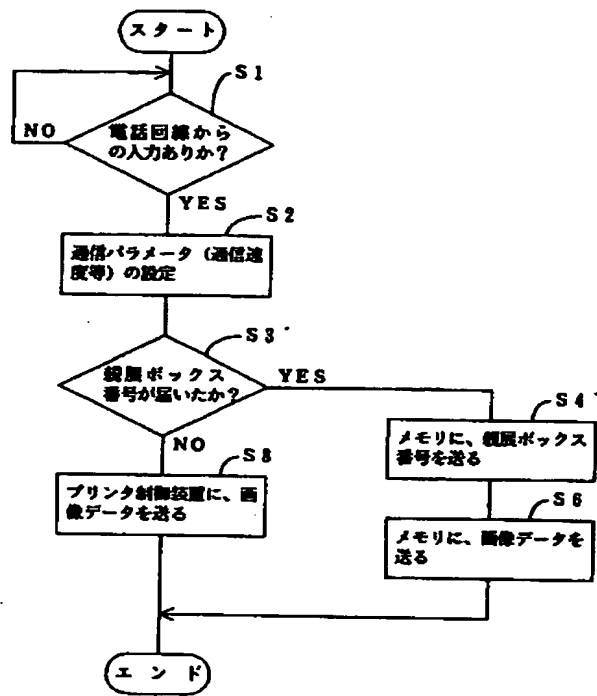 スタート
S1
電話回線から
の入力ありか?
NO
YES
S2
通信パラメータ(通信速
度等)の設定
S3
親展ボックス
番号が届いたか?
YES
NO
S4
メモリに、親展ボックス
番号を送る
S8
プリンタ制御装置に、画
像データを送る
S6
メモリに、画像データを
送る
エンド